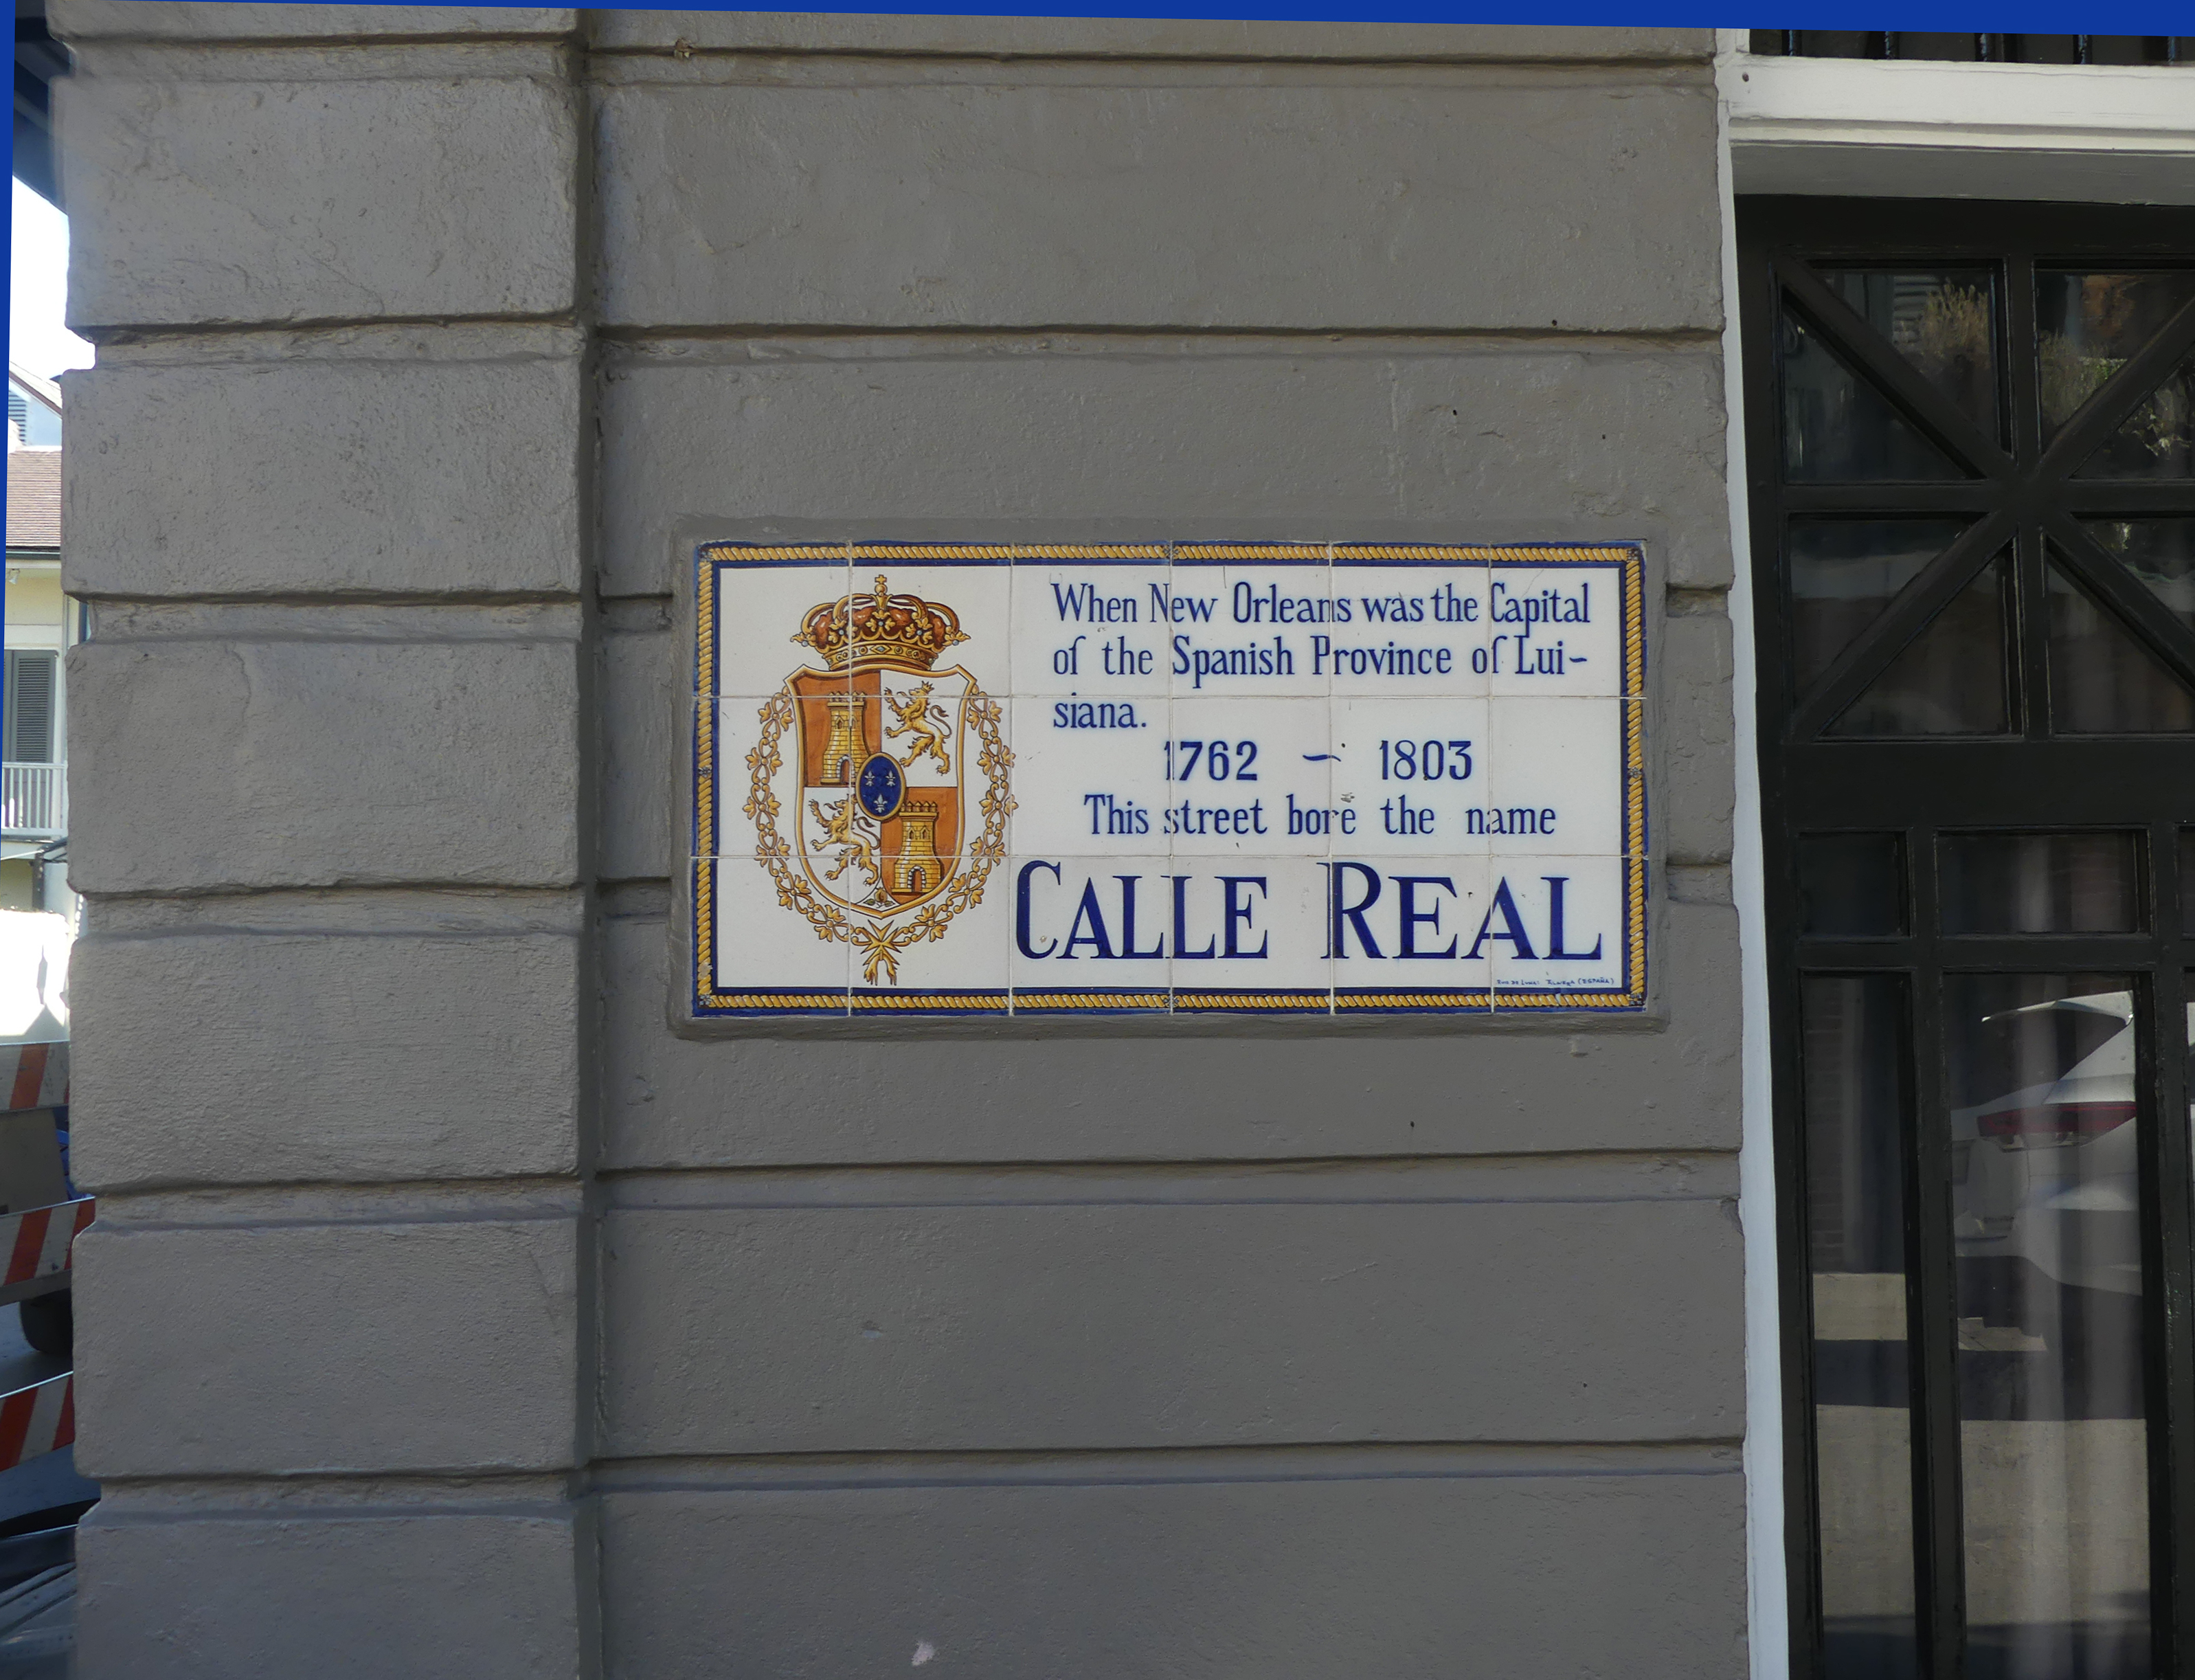 When New Orleans was the Capital
of the Spanish Province of Lui-
siana.
1762 – 1803
This street bore the name
CALLE REAL
(ESPAÑA)